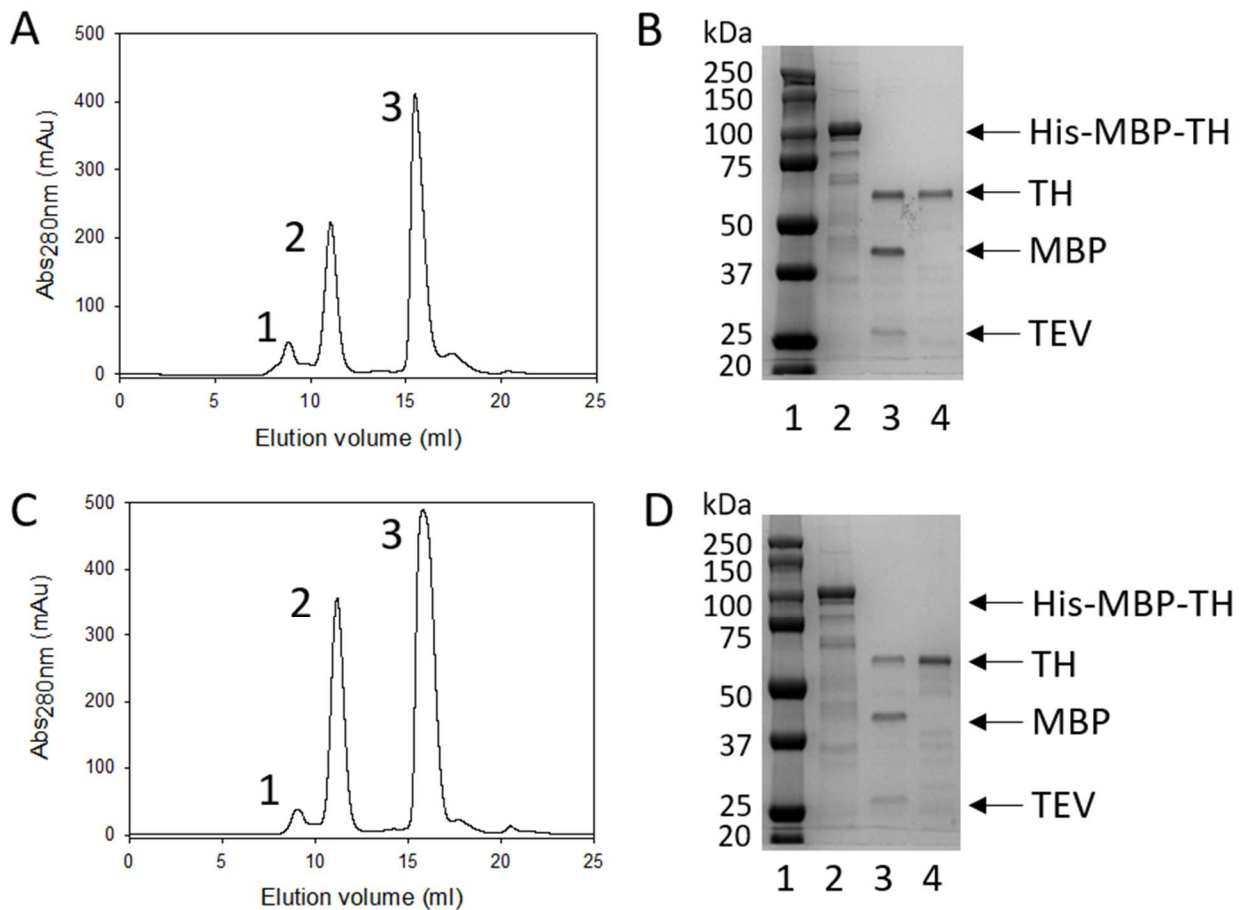 A
500
400
300
200
100
0
Abs280nm (mAu)
1
2
3
0 5 10 15 20 25
Elution volume (ml)
B
kDa
250
150
100
75
50
37
25
20
His-MBP-TH
TH
MBP
TEV
1 2 3 4
C
500
400
300
200
100
0
Abs280nm (mAu)
1
2
3
0 5 10 15 20 25
Elution volume (ml)
D
kDa
250
150
100
75
50
37
25
20
His-MBP-TH
TH
MBP
TEV
1 2 3 4